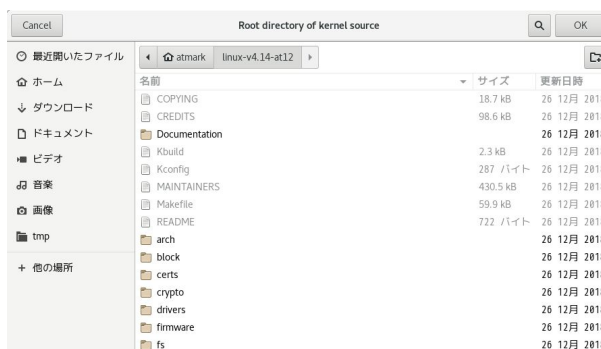 Cancel Root directory of kernel source OK
最近開いたファイル atmark linux-v4.14-at12
ホーム 名前 サイズ 更新日時
COPYING 18.7 kB 26 12月 201
ダウンロード CREDITS 98.6 kB 26 12月 201
ドキュメント Documentation 26 12月 201
Kbuild 2.3 kB 26 12月 201
ビデオ Kconfig 287 バイト 26 12月 201
音楽 MAINTAINERS 430.5 kB 26 12月 201
画像 Makefile 59.9 kB 26 12月 201
README 722 バイト 26 12月 201
tmp arch 26 12月 201
block 26 12月 201
他の場所 certs 26 12月 201
crypto 26 12月 201
drivers 26 12月 201
firmware 26 12月 201
fs 26 12月 201